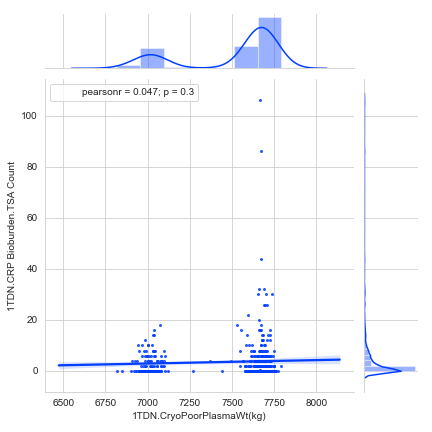 pearsonr = 0.047; p = 0.3
100
80
60
40
20
0
1TDN.CRP Bioburden.TSA Count
6500 6750 7000 7250 7500 7750 8000
1TDN.CryoPoorPlasmaWt(kg)